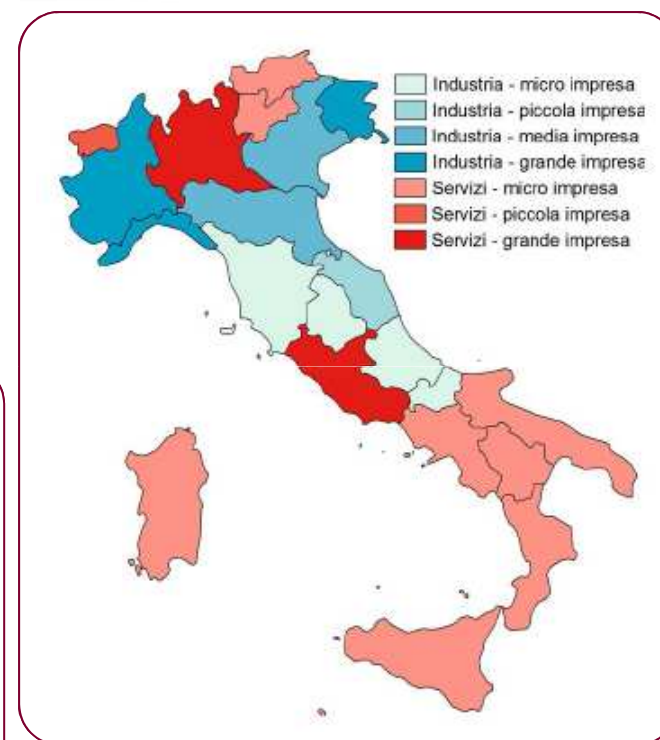 Industria - micro impresa
Industria - piccola impresa
Industria - media impresa
Industria - grande impresa
Servizi - micro impresa
Servizi - piccola impresa
Servizi - grande impresa